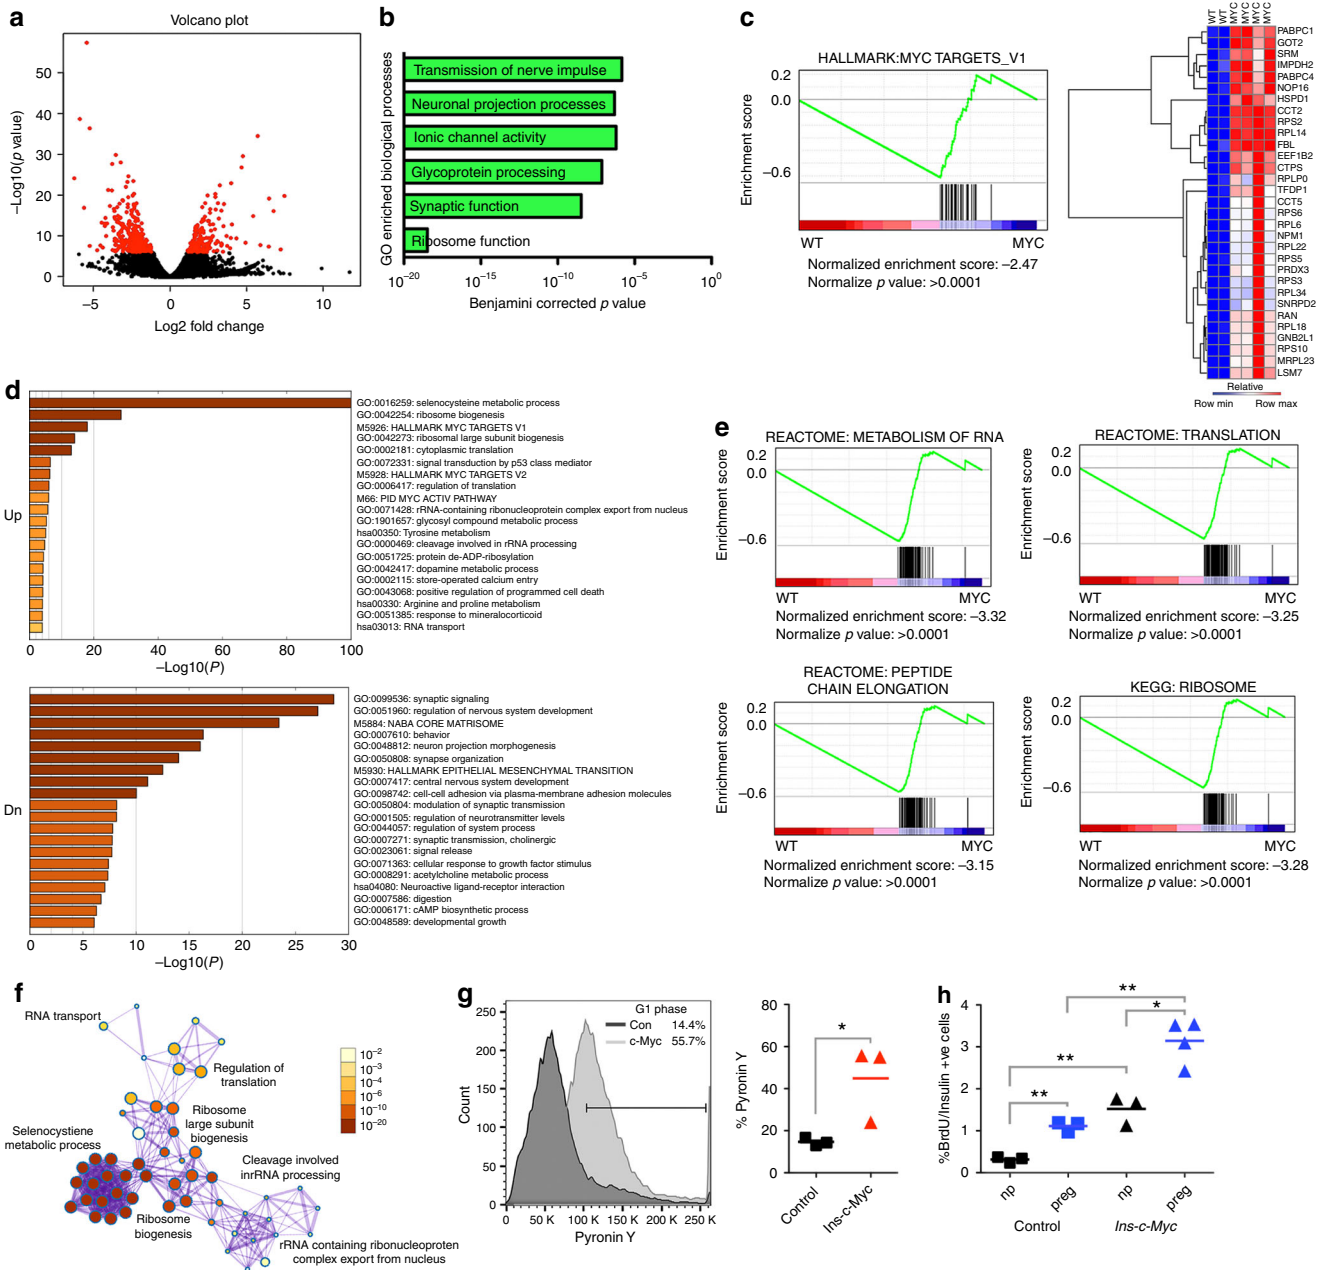 a
Volcano plot
–Log10(p value)
50
40
30
20
10
0
–5
0
5
10
Log2 fold change
b
GO enriched biological processes
Transmission of nerve impulse
Neuronal projection processes
Ionic channel activity
Glycoprotein processing
Synaptic function
Ribosome function
10–20
10–15
10–10
10–5
100
Benjamini corrected p value
c
HALLMARK:MYC TARGETS_V1
Enrichment score
0.2
0.0
–0.6
WT
MYC
Normalized enrichment score: –2.47
Normalize p value: >0.0001
WT
WT
MYC
MYC
MYC
MYC
PABPC1
GOT2
SRM
IMPDH2
PABPC4
NOP16
HSPD1
CCT2
RPS2
RPL14
FBL
EEF1B2
CTPS
RPLP0
TFDP1
CCT5
RPS6
RPL6
NPM1
RPL22
RPS5
PRDX3
RPS3
RPL34
SNRPD2
RAN
RPL18
GNB2L1
RPS10
MRPL23
LSM7
Relative
Row min
Row max
d
Up
GO:0016259: selenocysteine metabolic process
GO:0042254: ribosome biogenesis
M5926: HALLMARK MYC TARGETS V1
GO:0042273: ribosomal large subunit biogenesis
GO:0002181: cytoplasmic translation
GO:0072331: signal transduction by p53 class mediator
M5928: HALLMARK MYC TARGETS V2
GO:0006417: regulation of translation
M66: PID MYC ACTIV PATHWAY
GO:0071428: rRNA-containing ribonucleoprotein complex export from nucleus
GO:1901657: glycosyl compound metabolic process
hsa00350: Tyrosine metabolism
GO:0000469: cleavage involved in rRNA processing
GO:0051725: protein de-ADP-ribosylation
GO:0042417: dopamine metabolic process
GO:0002115: store-operated calcium entry
GO:0043068: positive regulation of programmed cell death
hsa00330: Arginine and proline metabolism
GO:0051385: response to mineralocorticoid
hsa03013: RNA transport
0
20
40
60
80
100
–Log10(P)
Dn
GO:0099536: synaptic signaling
GO:0051960: regulation of nervous system development
M5884: NABA CORE MATRISOME
GO:0007610: behavior
GO:0048812: neuron projection morphogenesis
GO:0050808: synapse organization
M5930: HALLMARK EPITHELIAL MESENCHYMAL TRANSITION
GO:0007417: central nervous system development
GO:0098742: cell-cell adhesion via plasma-membrane adhesion molecules
GO:0050804: modulation of synaptic transmission
GO:0001505: regulation of neurotransmitter levels
GO:0044057: regulation of system process
GO:0007271: synaptic transmission, cholinergic
GO:0023061: signal release
GO:0071363: cellular response to growth factor stimulus
GO:0008291: acetylcholine metabolic process
hsa04080: Neuroactive ligand-receptor interaction
GO:0007586: digestion
GO:0006171: cAMP biosynthetic process
GO:0048589: developmental growth
0
5
10
15
20
25
30
–Log10(P)
e
REACTOME: METABOLISM OF RNA
Enrichment score
0.2
0.0
–0.6
WT
MYC
Normalized enrichment score: –3.32
Normalize p value: >0.0001
REACTOME: TRANSLATION
Enrichment score
0.2
0.0
–0.6
WT
MYC
Normalized enrichment score: –3.25
Normalize p value: >0.0001
REACTOME: PEPTIDE
CHAIN ELONGATION
Enrichment score
0.2
0.0
–0.6
WT
MYC
Normalized enrichment score: –3.15
Normalize p value: >0.0001
KEGG: RIBOSOME
Enrichment score
0.2
0.0
–0.6
WT
MYC
Normalized enrichment score: –3.28
Normalize p value: >0.0001
f
RNA transport
Regulation of
translation
Ribosome
large subunit
biogenesis
Selenocystiene
metabolic process
Cleavage involved
inrRNA processing
Ribosome
biogenesis
rRNA containing ribonucleoproten
complex export from nucleus
10–2
10–3
10–4
10–6
10–10
10–20
g
Count
250
200
150
100
50
0
G1 phase
Con 14.4%
c-Myc 55.7%
0
50 K
100 K
150 K
200 K
250 K
Pyronin Y
% Pyronin Y
80
60
40
20
0
*
Control
Ins-c-Myc
h
%BrdU/Insulin +ve cells
4
3
2
1
0
**
*
**
**
np
preg
np
preg
Control
Ins-c-Myc